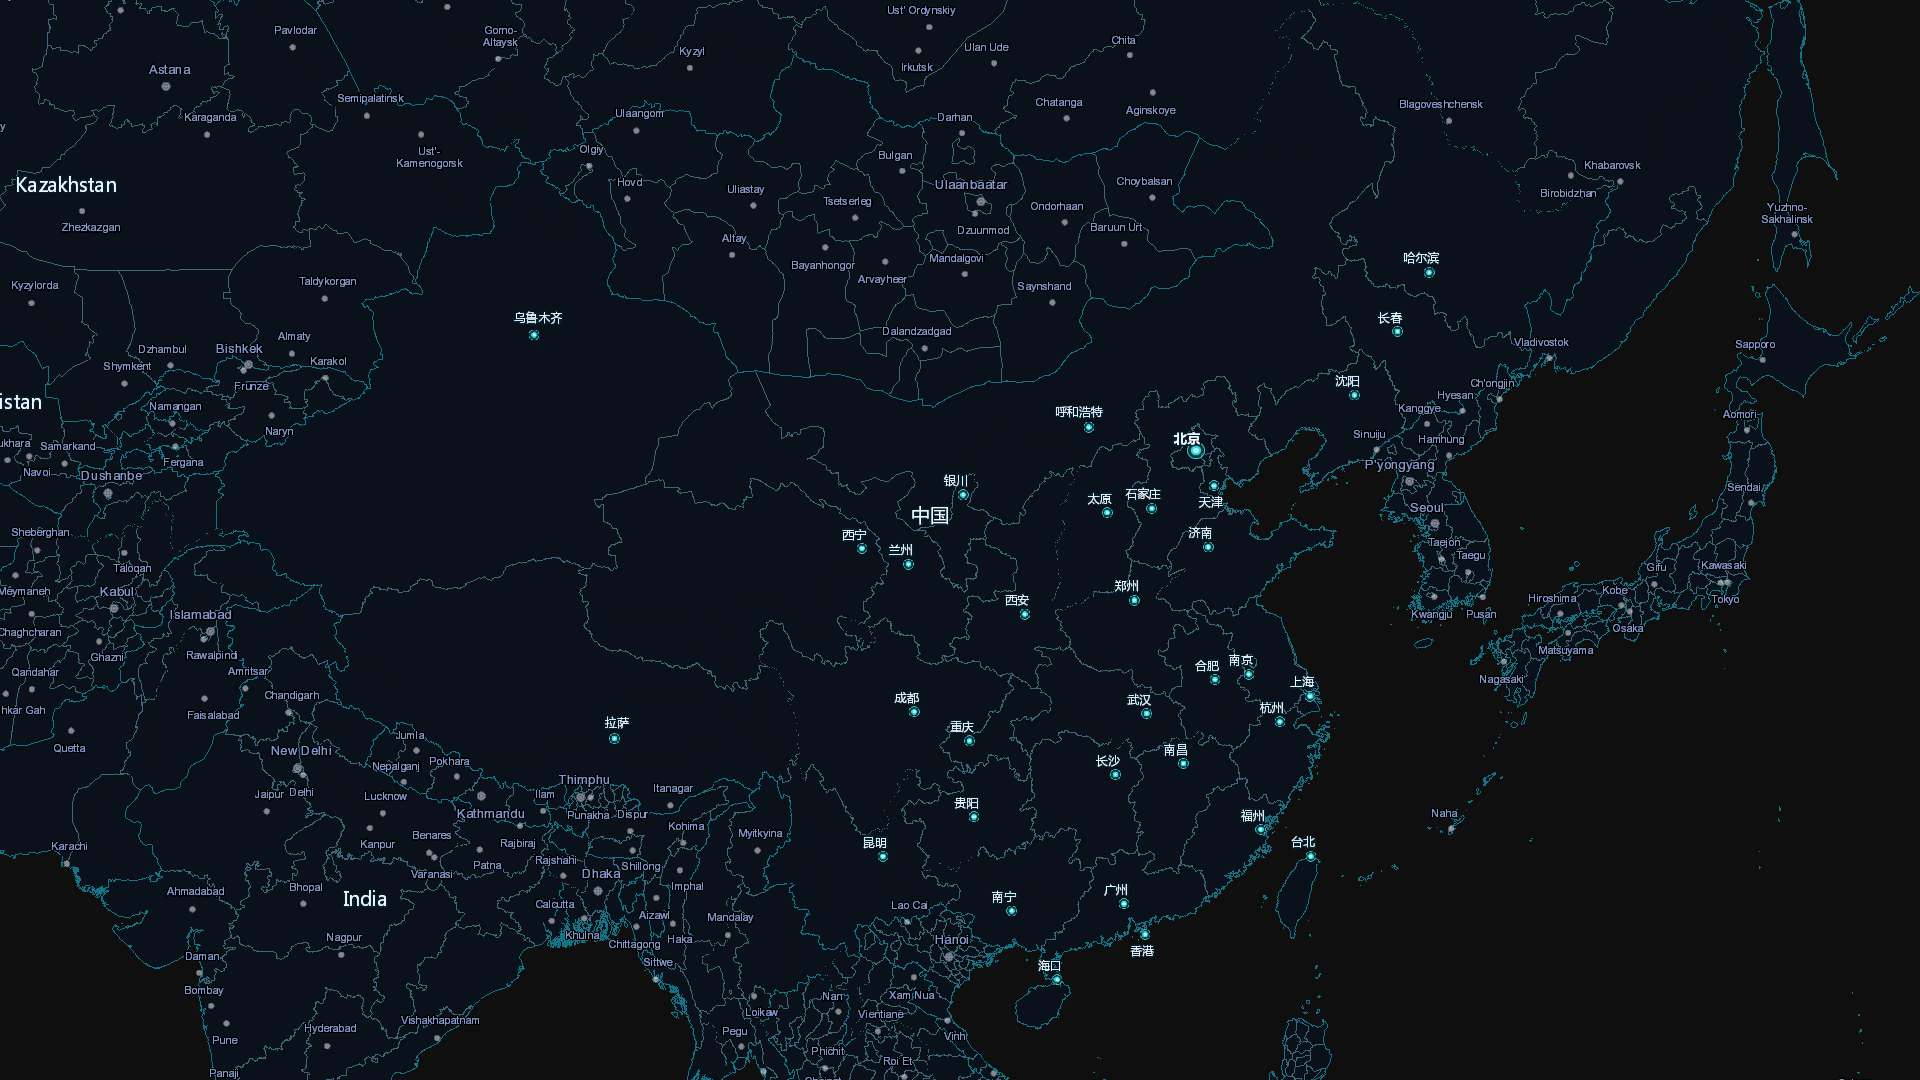 Ust' Ordynskiy
Pavlodar
Gorno-
Altaysk
Chita
Kyzyl
Ulan Ude
Irkutsk
Astana
Semipalatinsk
Chatanga
Blagoveshchensk
Aginskoye
Karaganda
Ulaangom
Darhan
Ust'-
Kamenogorsk
Olgiy
Bulgan
Khabarovsk
Birobidzhan
Kazakhstan
Hovd
Uliastay
Ulaanbaatar
Choybalsan
Tsetserleg
Ondorhaan
Yuzhno-
Sakhalinsk
Zhezkazgan
Altay
Dzuunmod
Baruun Urt
Bayanhongor
Mandalgovi
哈尔滨
Arvayheer
Kyzylorda
Taldykorgan
Saynshand
乌鲁木齐
长春
Dalandzadgad
Almaty
Dzhambul
Bishkek
Vladivostok
Sapporo
Shymkent
Karakol
Frunze
沈阳
Ch'ongjin
istan
Namangan
Hyesan
Kanggye
呼和浩特
Aomori
Naryn
Sinuiju
北京
Hamhung
ukhara
Samarkand
Fergana
P'yongyang
Navoi
Dushanbe
银川
Sendai
太原
石家庄
天津
中国
Seoul
Sheberghan
西宁
兰州
济南
Taejon
Taegu
Taloqan
Gifu
Kawasaki
Meymaneh
Kabul
郑州
Kobe
西安
Hiroshima
Tokyo
Islamabad
Kwangju
Pusan
Osaka
Chaghcharan
Matsuyama
Ghazni
Rawalpindi
合肥
南京
Qandahar
Amritsar
Nagasaki
上海
Chandigarh
成都
武汉
杭州
hkar Gah
Faisalabad
拉萨
重庆
Quetta
New Delhi
Jumla
南昌
Nepalganj
Pokhara
长沙
Thimphu
Jaipur
Delhi
Lucknow
Ilam
Itanagar
贵阳
Kathmandu
Punakha
Dispur
福州
Naha
Kohima
Benares
Myitkyina
Karachi
Kanpur
Rajbiraj
昆明
台北
Patna
Rajshahi
Shillong
Varanasi
Dhaka
Ahmadabad
Bhopal
Imphal
广州
India
Calcutta
南宁
Lao Cai
Aizawl
Mandalay
Nagpur
Khulna
Chittagong
Haka
Hanoi
香港
Daman
Sittwe
海口
Bombay
Nan
Xam Nua
Loikaw
Vientiane
Vishakhapatnam
Hyderabad
Pegu
Vinh
Pune
Phichit
Roi Et
Panaji